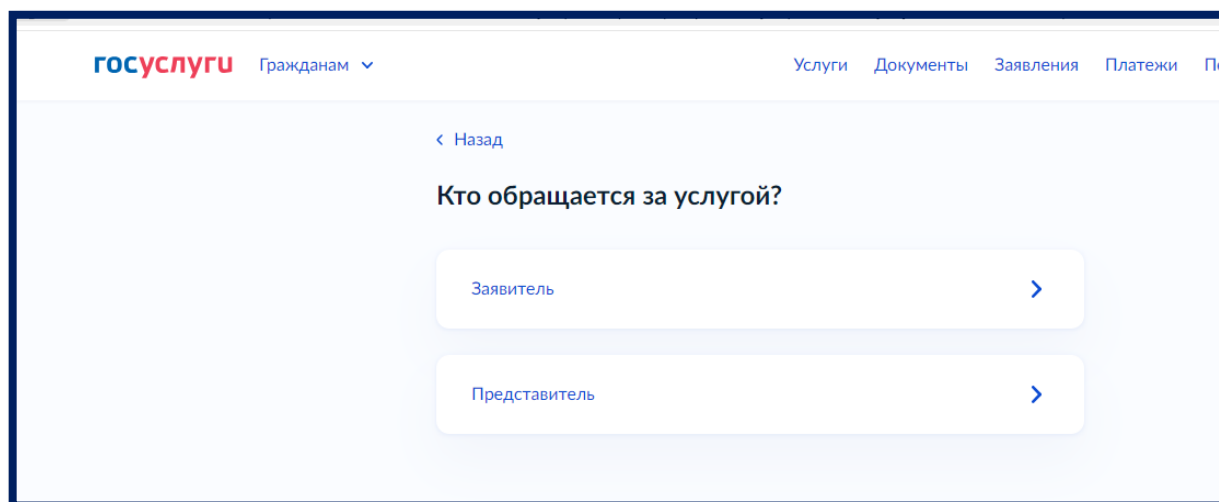 госуслуги Гражданам Услуги Документы Заявления Платежи
Назад
Кто обращается за услугой?
Заявитель
Представитель